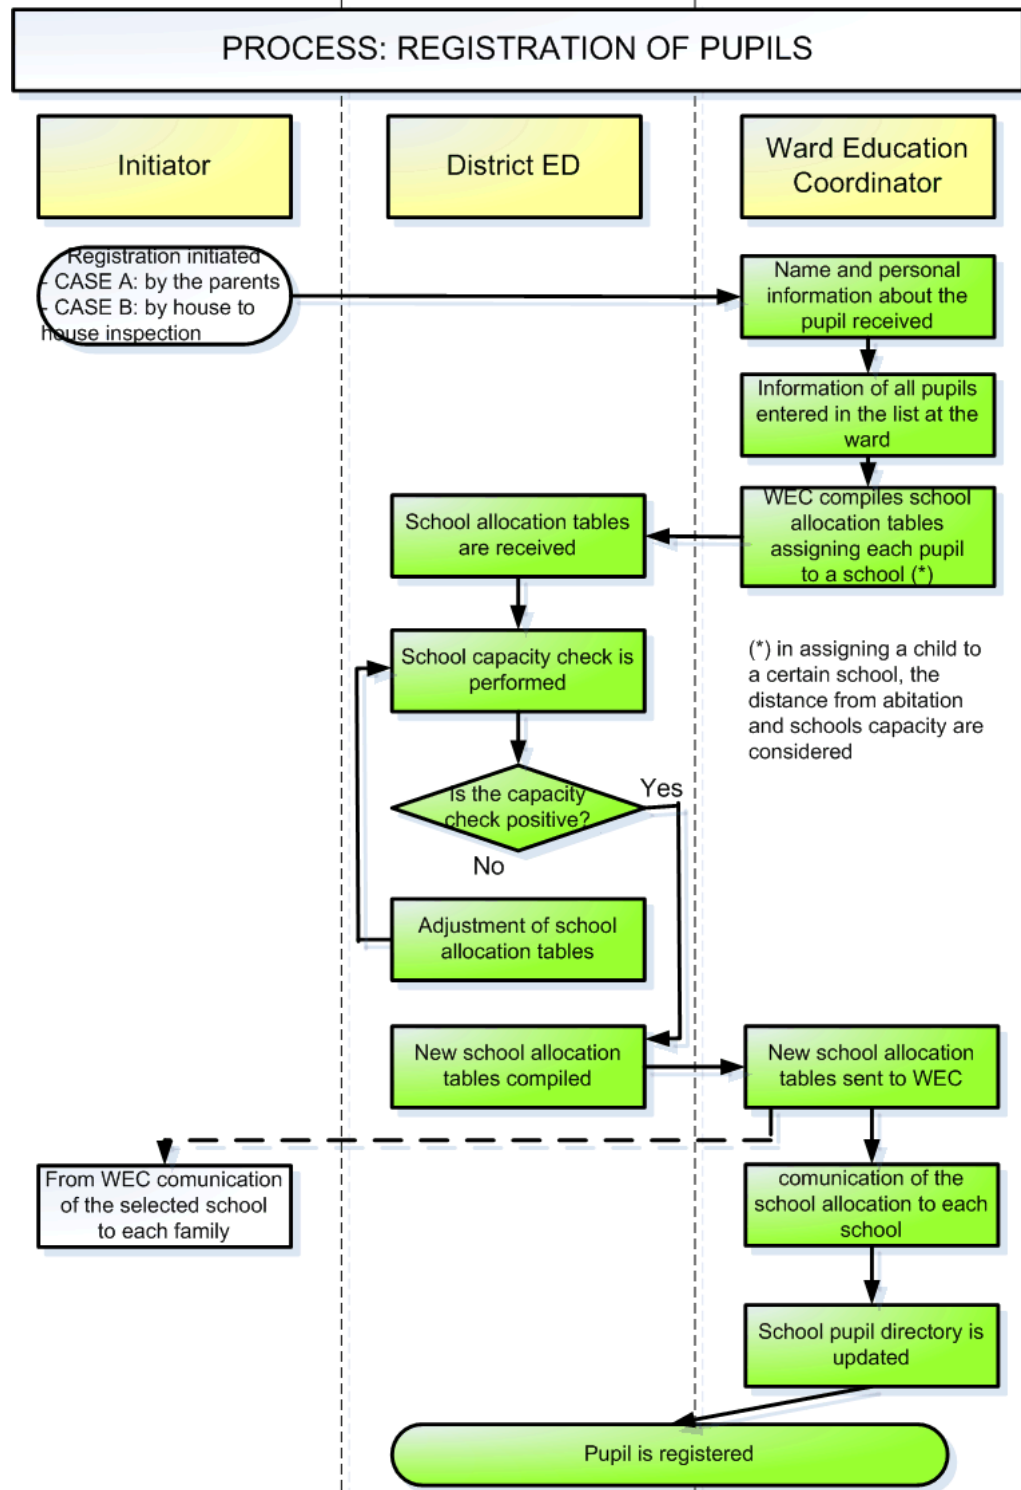 PROCESS: REGISTRATION OF PUPILS
Initiator
District ED
Ward Education
Coordinator
Registration initiated
- CASE A: by the parents
- CASE B: by house to
house inspection
Name and personal
information about the
pupil received
Information of all pupils
entered in the list at the
ward
WEC compiles school
allocation tables
assigning each pupil
to a school (*)
School allocation tables
are received
(*) in assigning a child to
a certain school, the
distance from abitation
and schools capacity are
considered
School capacity check is
performed
Is the capacity
check positive?
Yes
No
Adjustment of school
allocation tables
New school allocation
tables compiled
New school allocation
tables sent to WEC
From WEC comunication
of the selected school
to each family
comunication of the
school allocation to each
school
School pupil directory is
updated
Pupil is registered